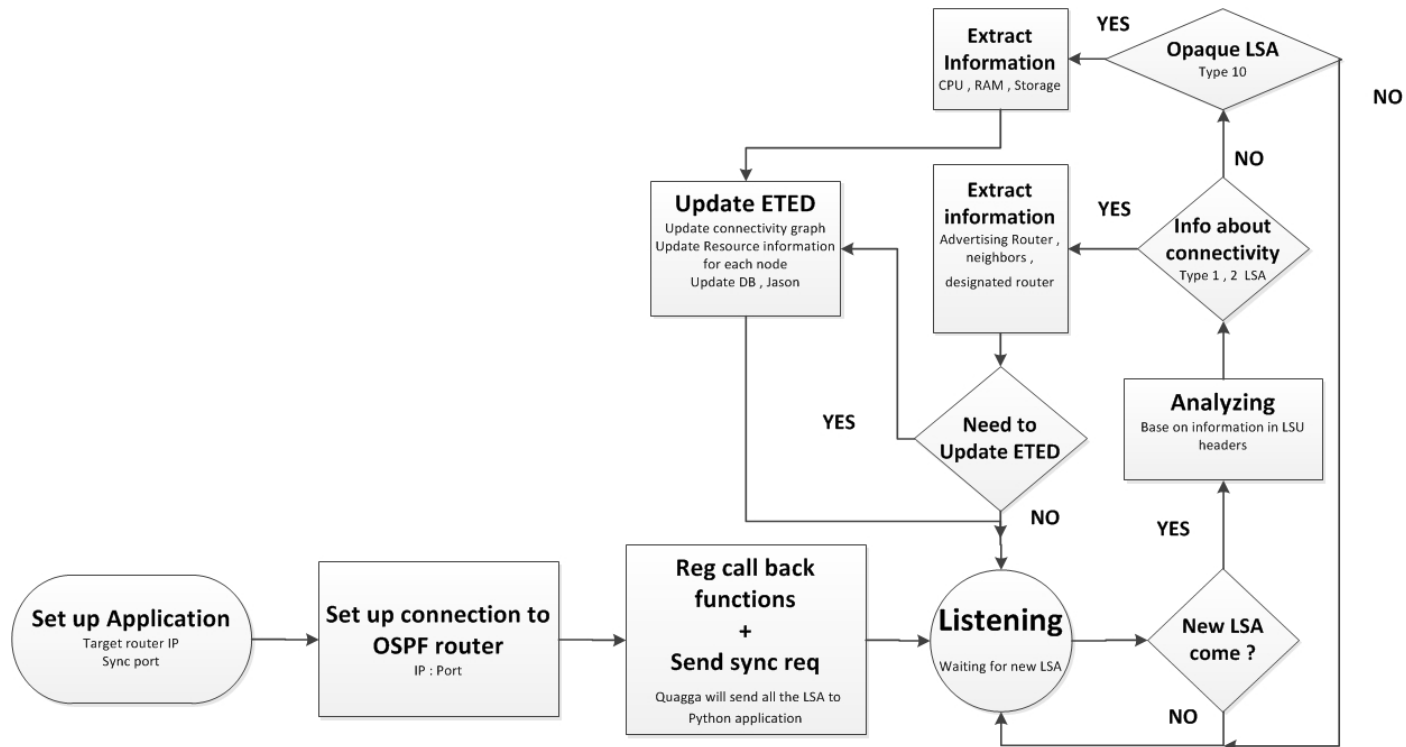 YES
Extract
Information
CPU , RAM , Storage
Opaque LSA
Type 10
NO
NO
Update ETED
Update connectivity graph
Update Resource information
for each node
Update DB , Jason
Extract
information
Advertising Router ,
neighbors ,
designated router
YES
Info about
connectivity
Type 1 , 2 LSA
YES
Need to
Update ETED
Analyzing
Base on information in LSU
headers
NO
YES
Set up Application
Target router IP
Sync port
Set up connection to
OSPF router
IP : Port
Reg call back
functions
+
Send sync req
Quagga will send all the LSA to
Python application
Listening
Waiting for new LSA
New LSA
come ?
NO